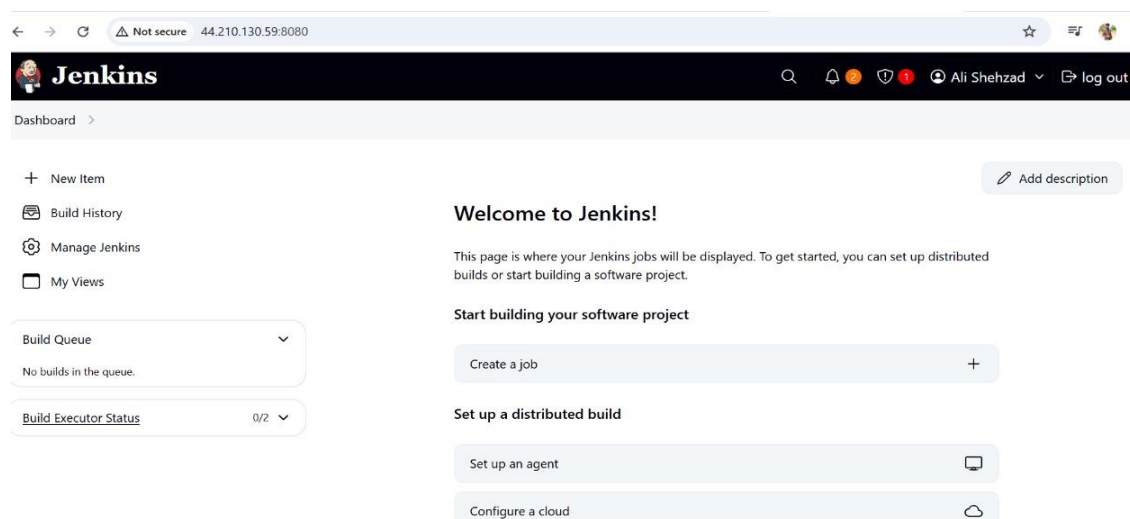 Not secure 44.210.130.59:8080
Jenkins
2 1 Ali Shehzad log out
Dashboard
New Item
Build History
Manage Jenkins
My Views
Build Queue
No builds in the queue.
Build Executor Status 0/2
Add description
Welcome to Jenkins!
This page is where your Jenkins jobs will be displayed. To get started, you can set up distributed
builds or start building a software project.
Start building your software project
Create a job
Set up a distributed build
Set up an agent
Configure a cloud